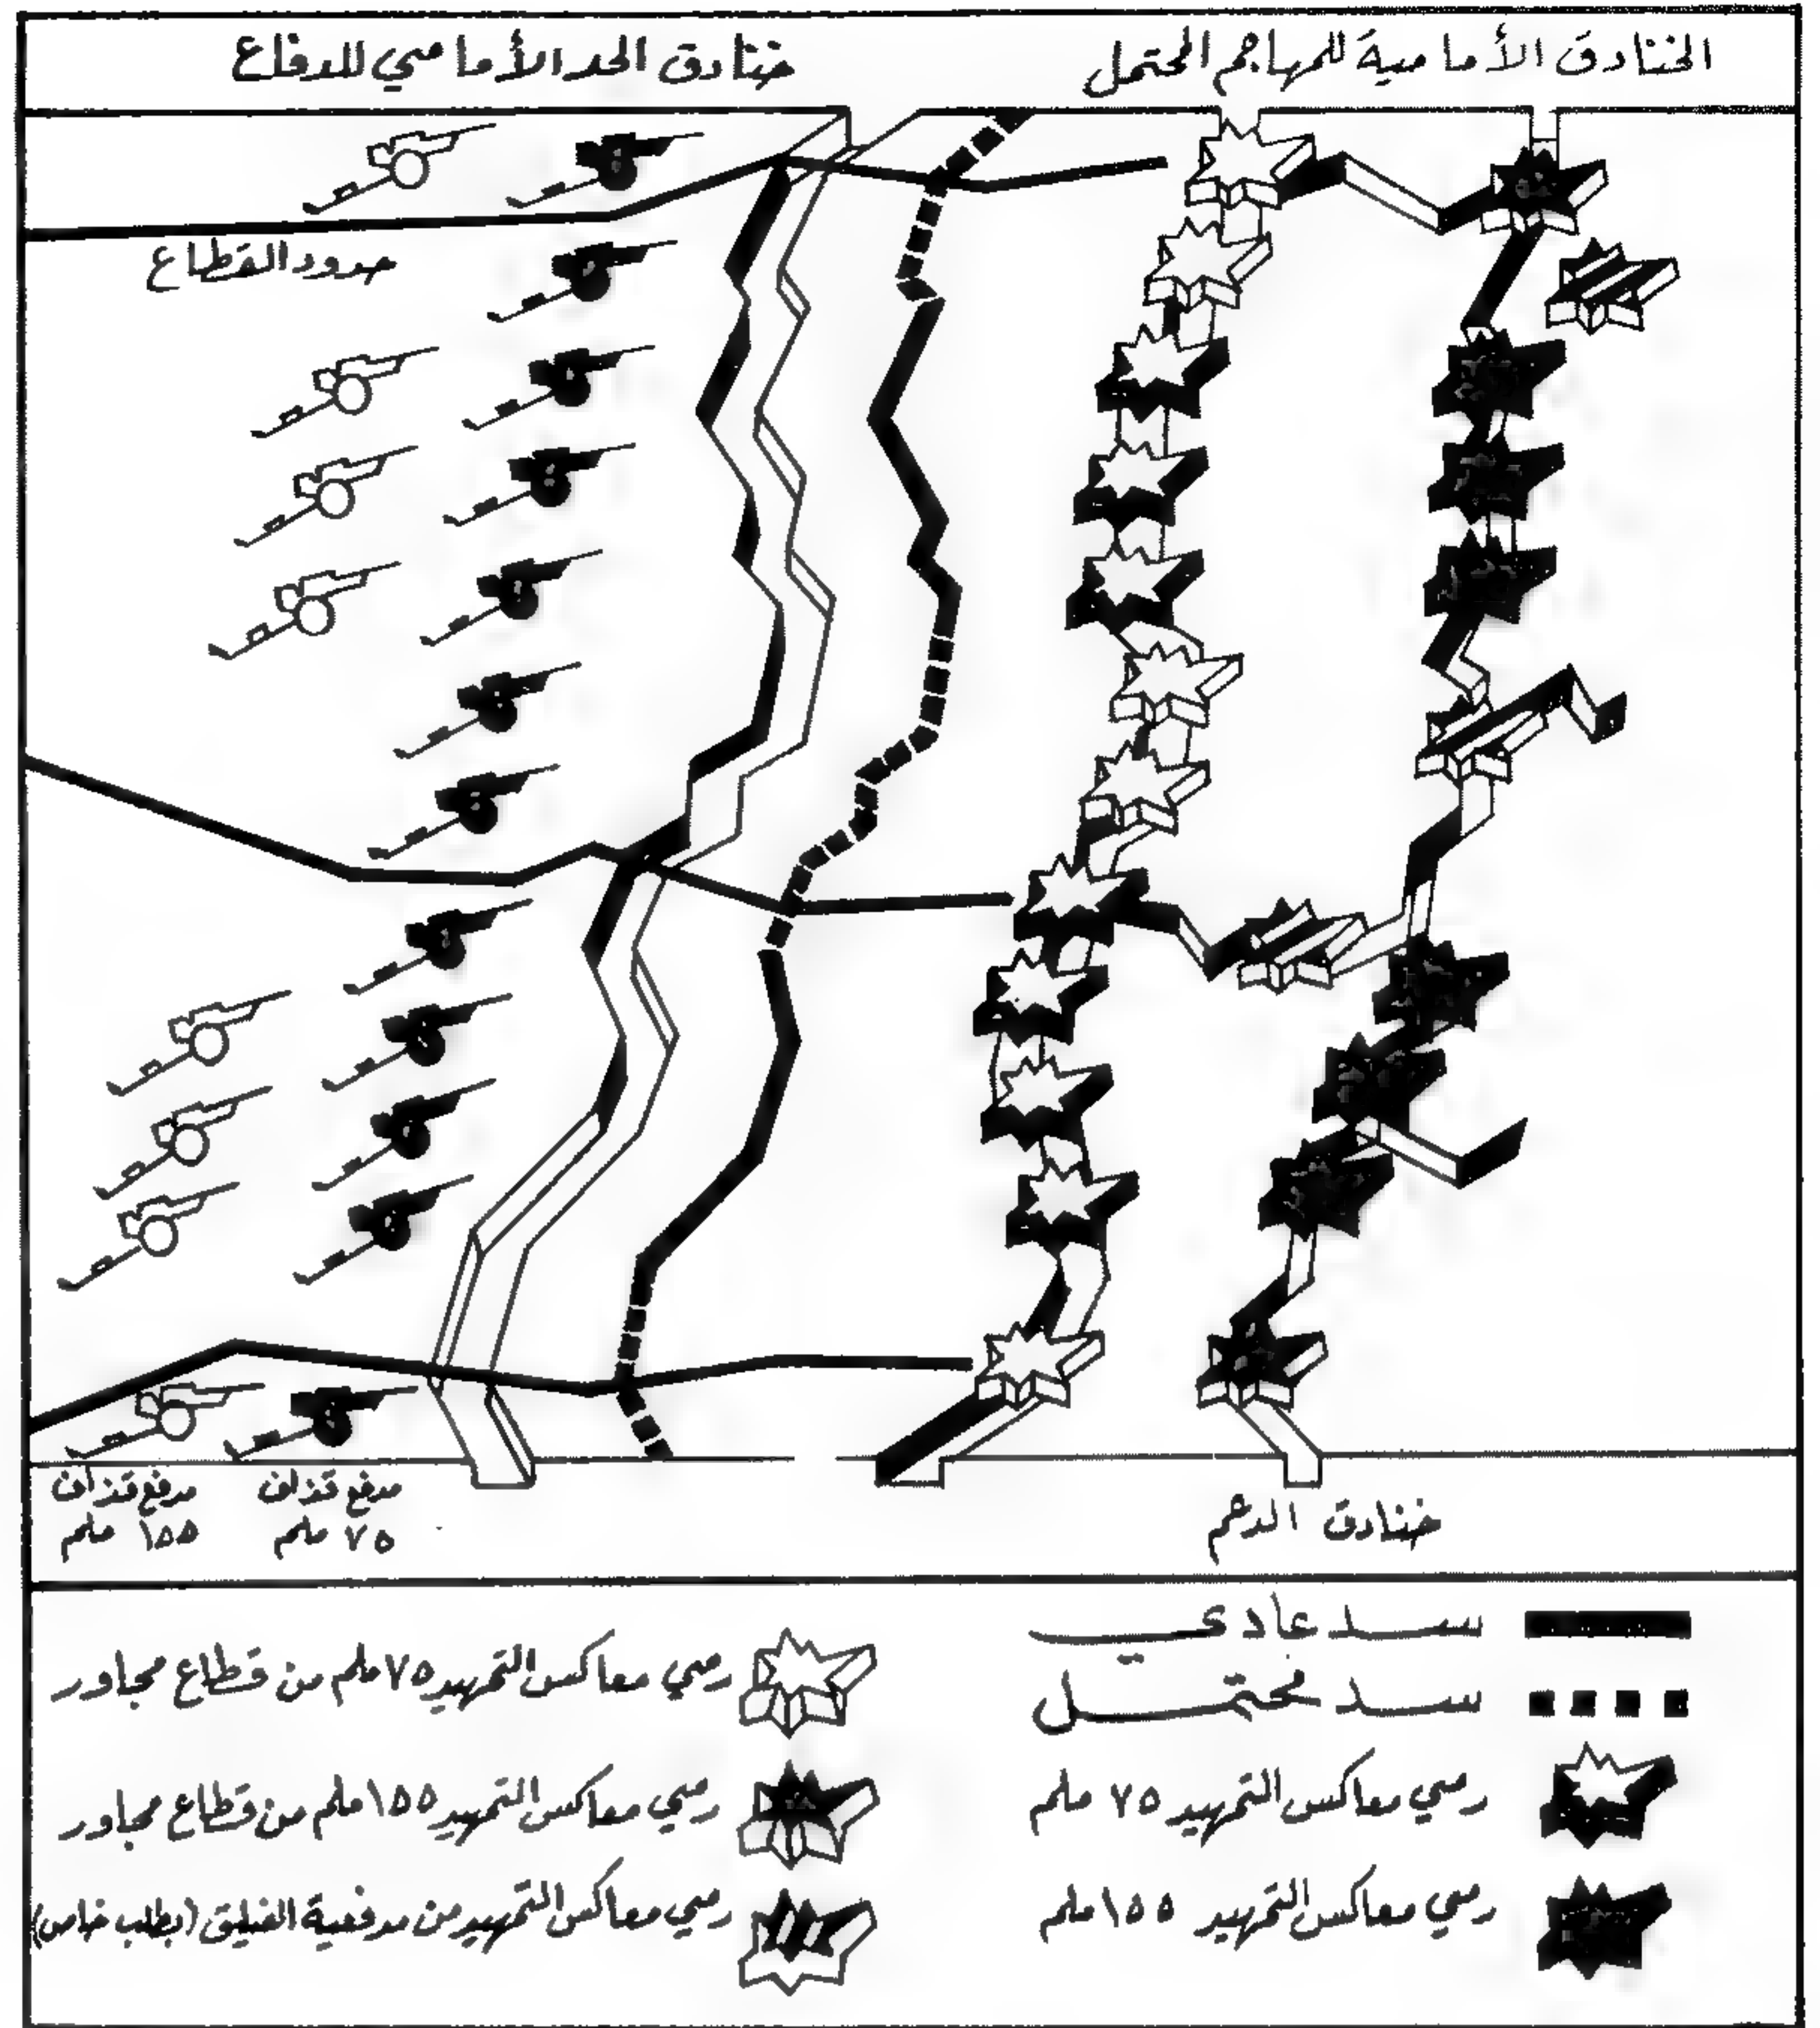 الخنادق الأمامية للمهاجم المحتمل
خنادق الحد الأمامي للدفاع
حدود القطاع
مدفع قذاف
٧٥ ملم
مدفع قذاف
١٥٥ ملم
خنادق الدعم
سد عادي
سد محتمل
رمي معاكس التمهيد ٧٥ ملم
رمي معاكس التمهيد ١٥٥ ملم
رمي معاكس التمهيد ٧٥ ملم من قطاع مجاور
رمي معاكس التمهيد ١٥٥ ملم من قطاع مجاور
رمي معاكس التمهيد من مدفعية الفيلق (بطلب خاص)